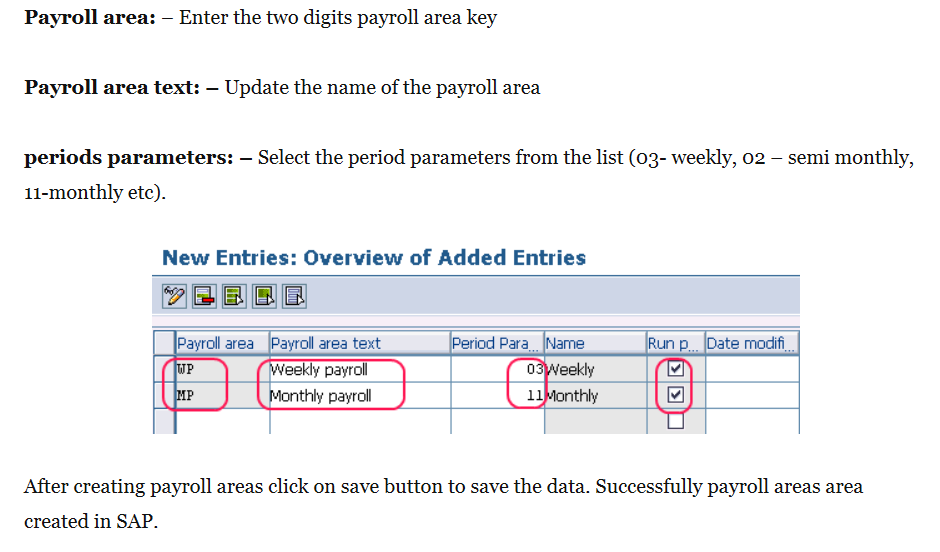 Payroll area: – Enter the two digits payroll area key
Payroll area text: – Update the name of the payroll area
periods parameters: – Select the period parameters from the list (03- weekly, 02 – semi monthly,
11-monthly etc).
New Entries: Overview of Added Entries
Payroll area Payroll area text Period Para... Name Run p... Date modifi...
WP Weekly payroll 03 Weekly
MP Monthly payroll 11 Monthly
After creating payroll areas click on save button to save the data. Successfully payroll areas area
created in SAP.